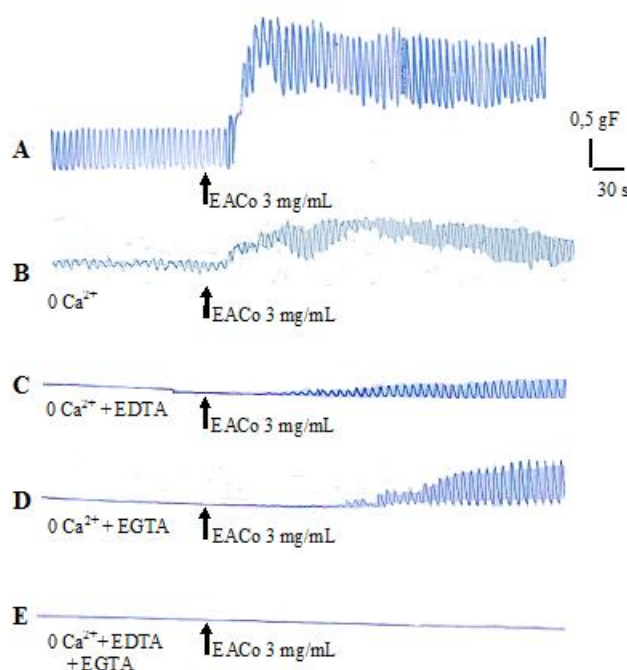 0,5 gF
30 s
A
EACo 3 mg/mL
B
0 Ca²⁺
EACo 3 mg/mL
C
0 Ca²⁺ + EDTA
EACo 3 mg/mL
D
0 Ca²⁺ + EGTA
EACo 3 mg/mL
E
0 Ca²⁺ + EDTA
+ EGTA
EACo 3 mg/mL